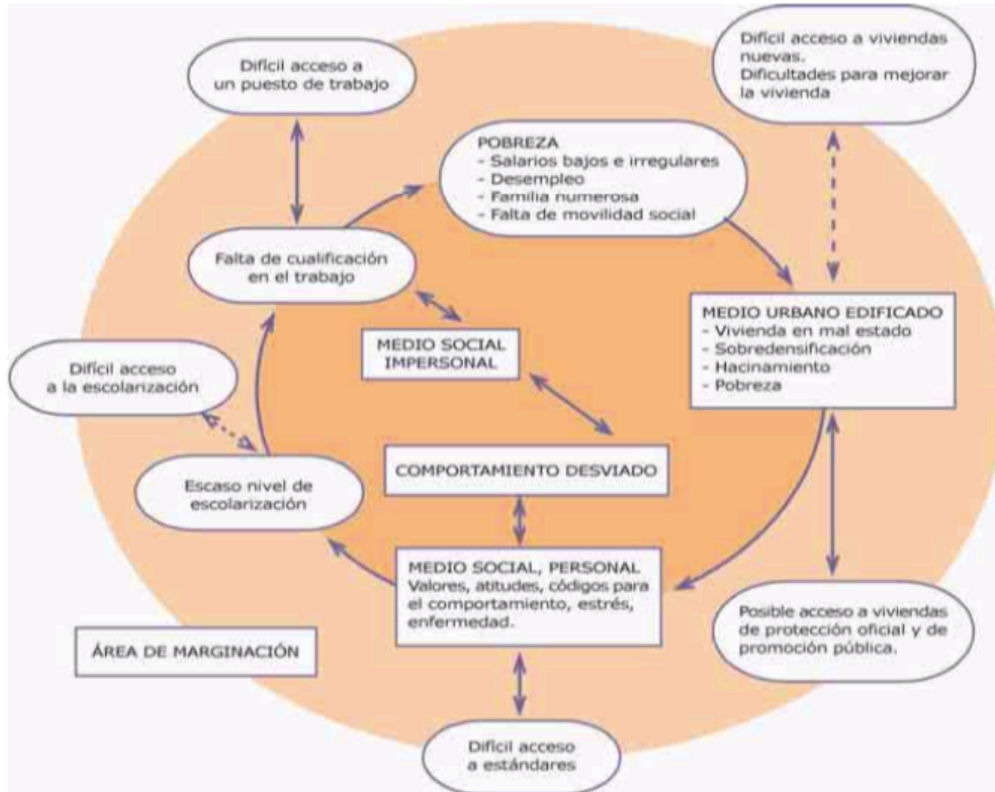 Difícil acceso a
un puesto de trabajo
Difícil acceso a viviendas
nuevas.
Dificultades para mejorar
la vivienda
POBREZA
- Salarios bajos e irregulares
- Desempleo
- Familia numerosa
- Falta de movilidad social
Falta de cualificación
en el trabajo
MEDIO SOCIAL
IMPERSONAL
MEDIO URBANO EDIFICADO
- Vivienda en mal estado
- Sobredensificación
- Hacinamiento
- Pobreza
Difícil acceso
a la escolarización
COMPORTAMIENTO DESVIADO
Escaso nivel de
escolarización
MEDIO SOCIAL, PERSONAL
Valores, atitudes, códigos para
el comportamiento, estrés,
enfermedad.
Posible acceso a viviendas
de protección oficial y de
promoción pública.
ÁREA DE MARGINACIÓN
Difícil acceso
a estándares